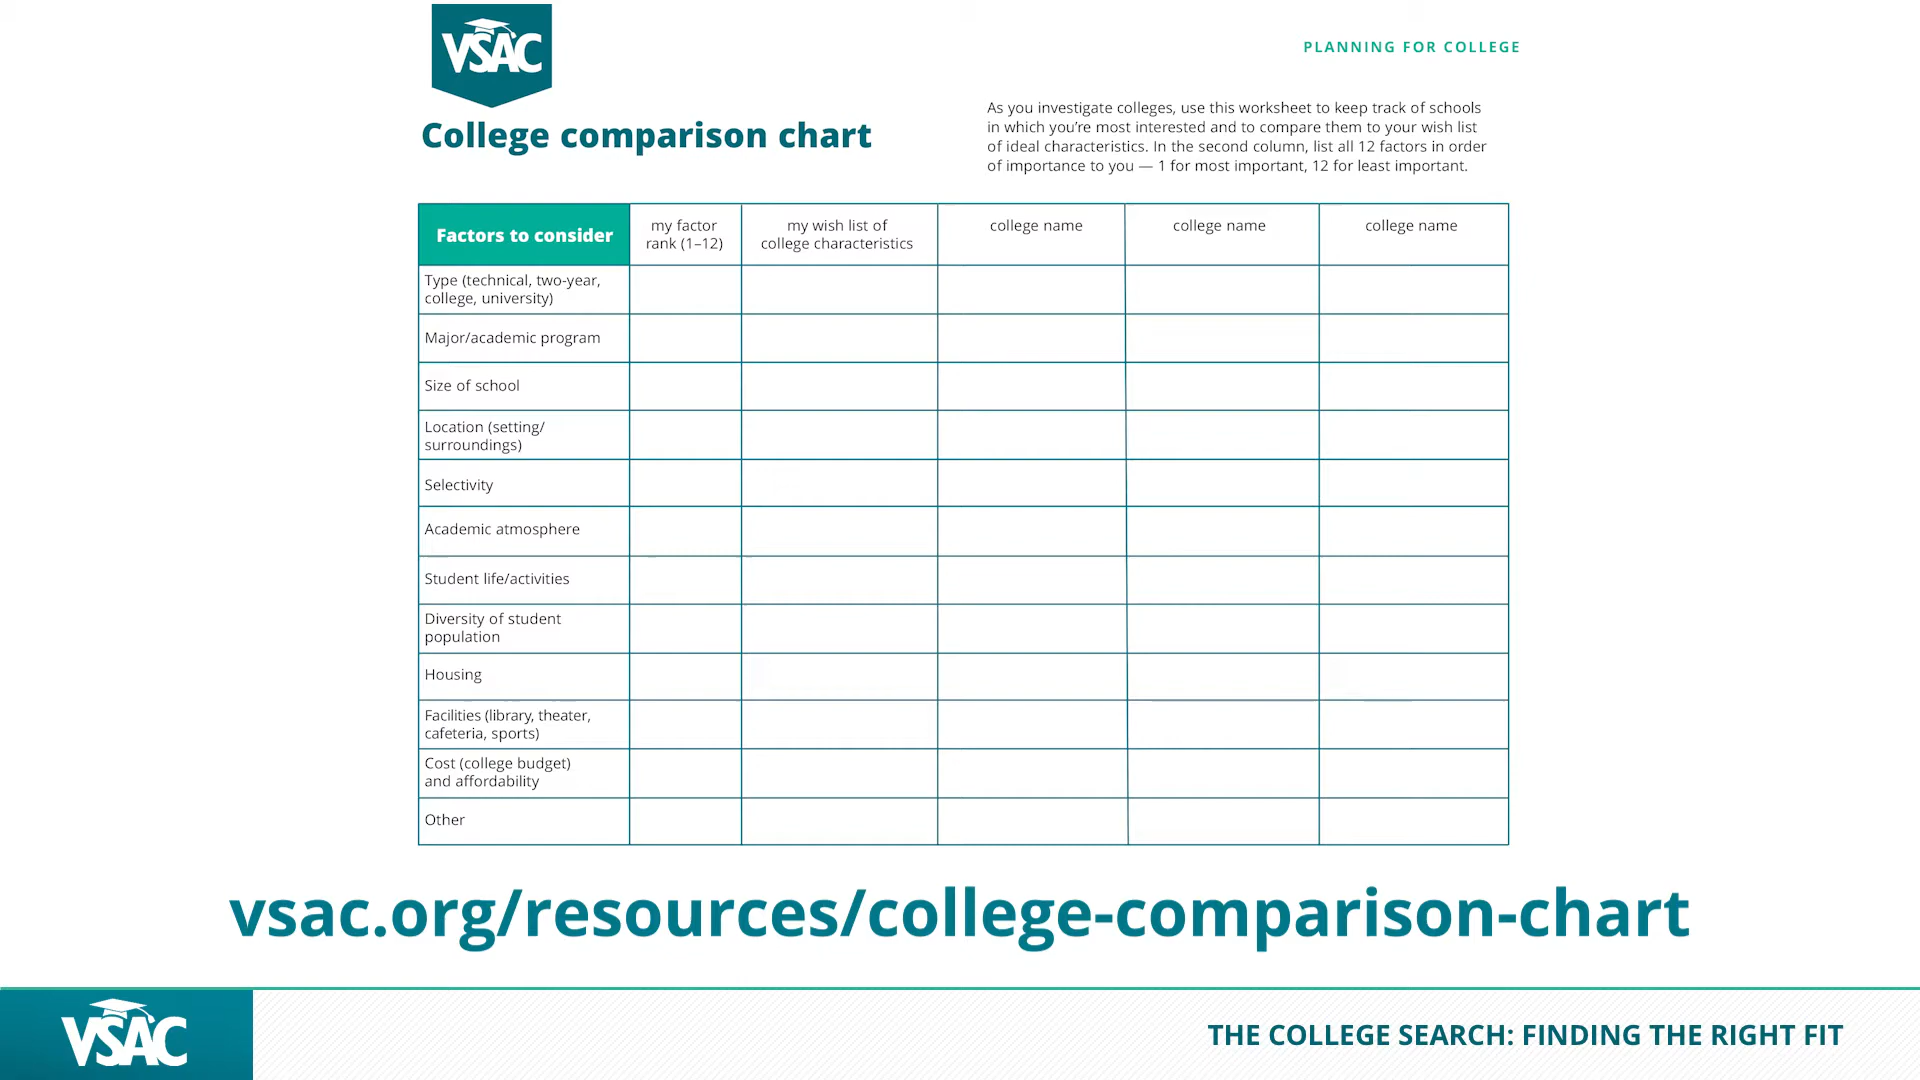 VSAC
PLANNING FOR COLLEGE
College comparison chart
As you investigate colleges, use this worksheet to keep track of schools
in which you’re most interested and to compare them to your wish list
of ideal characteristics. In the second column, list all 12 factors in order
of importance to you — 1 for most important, 12 for least important.
Factors to consider
my factor
rank (1–12)
my wish list of
college characteristics
college name
college name
college name
Type (technical, two-year,
college, university)
Major/academic program
Size of school
Location (setting/
surroundings)
Selectivity
Academic atmosphere
Student life/activities
Diversity of student
population
Housing
Facilities (library, theater,
cafeteria, sports)
Cost (college budget)
and affordability
Other
vsac.org/resources/college-comparison-chart
VSAC
THE COLLEGE SEARCH: FINDING THE RIGHT FIT